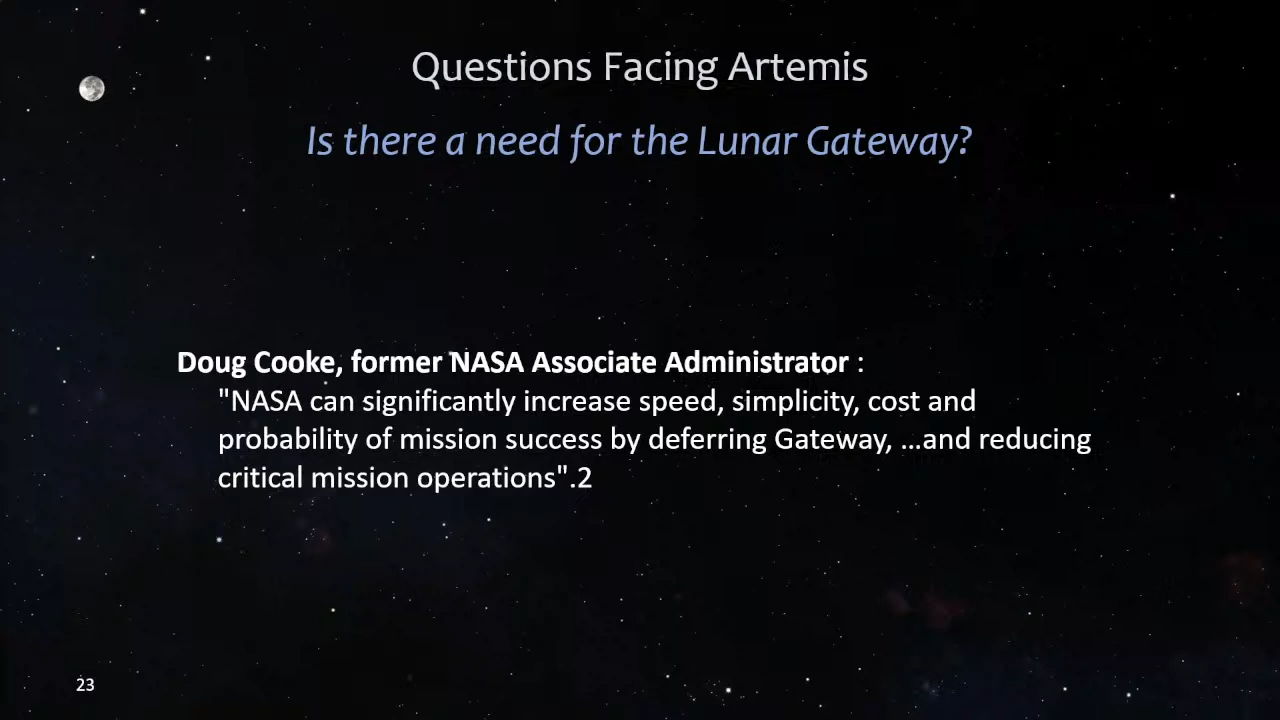 Questions Facing Artemis
Is there a need for the Lunar Gateway?
Doug Cooke, former NASA Associate Administrator :
"NASA can significantly increase speed, simplicity, cost and
probability of mission success by deferring Gateway, ...and reducing
critical mission operations".2
23